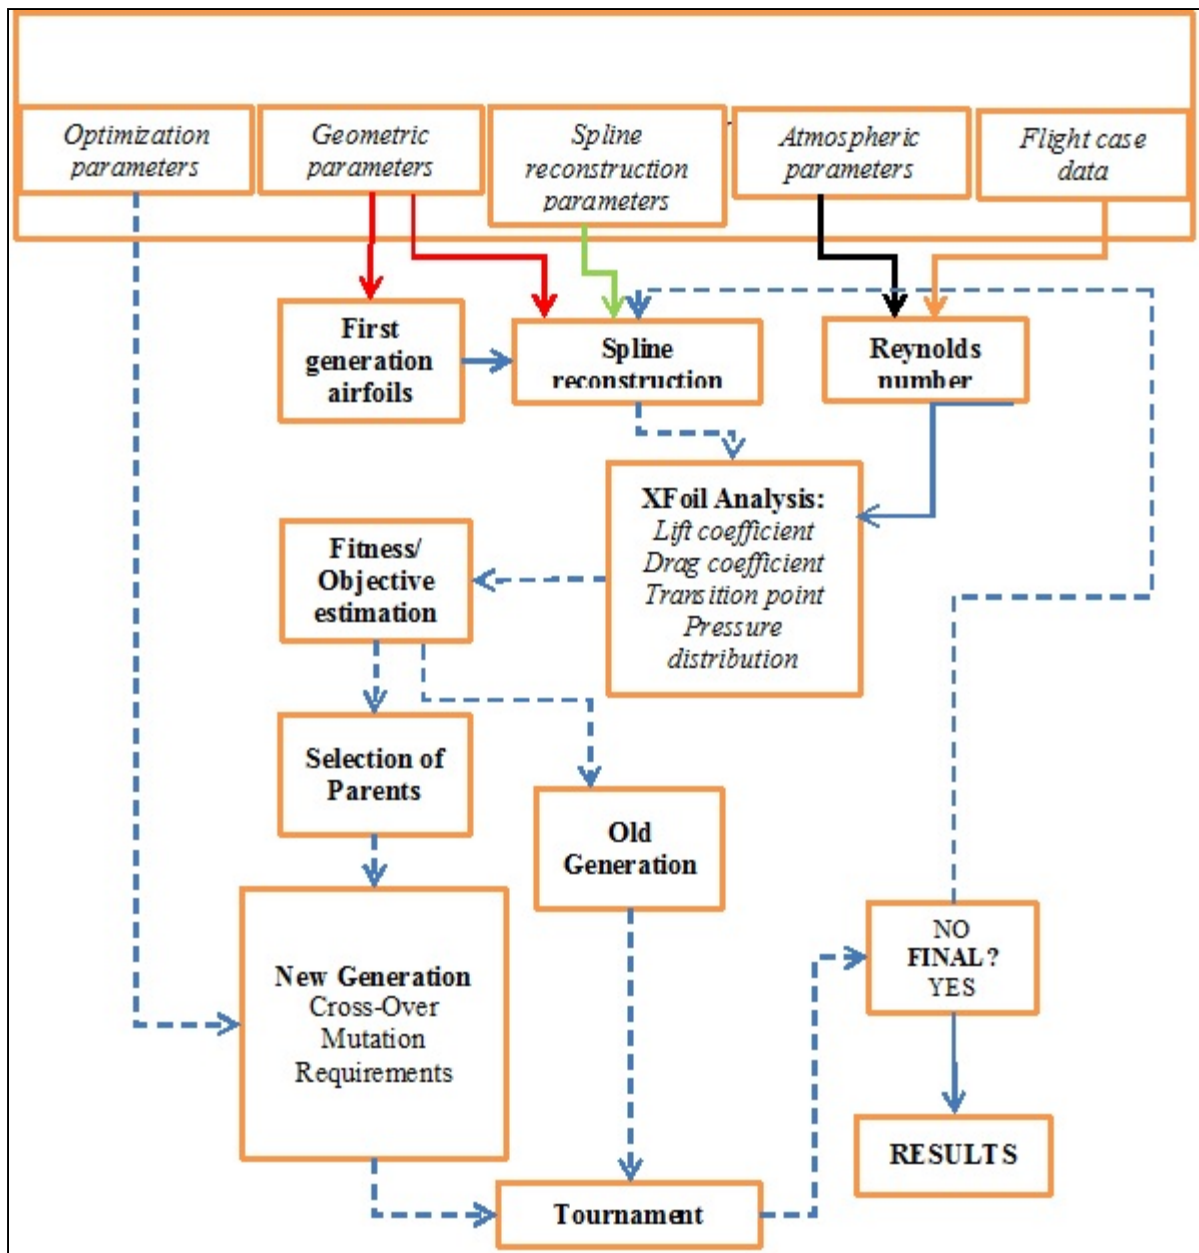 Optimization
parameters
Geometric
parameters
Spline
reconstruction
parameters
Atmospheric
parameters
Flight case
data
First
generation
airfoils
Spline
reconstruction
Reynolds
number
XFoil Analysis:
Lift coefficient
Drag coefficient
Transition point
Pressure
distribution
Fitness/
Objective
estimation
Selection of
Parents
Old
Generation
New Generation
Cross-Over
Mutation
Requirements
NO
FINAL?
YES
RESULTS
Tournament